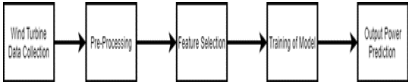 Wind Turbine
Data Collection
Pre-Processing
Feature Selection
Training of Model
Output Power
Prediction